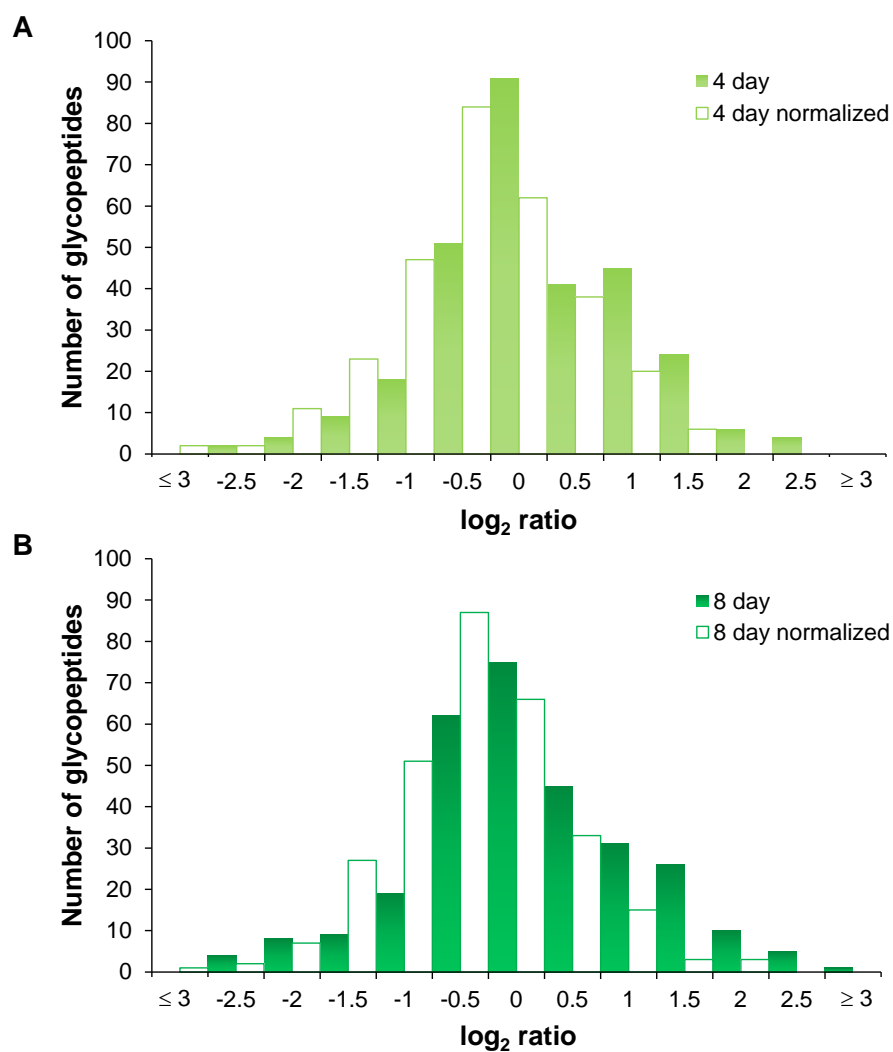 A
100
90
80
70
60
50
40
30
20
10
0
Number of glycopeptides
4 day
4 day normalized
≤ 3 -2.5 -2 -1.5 -1 -0.5 0 0.5 1 1.5 2 2.5 ≥ 3
log₂ ratio
B
100
90
80
70
60
50
40
30
20
10
0
Number of glycopeptides
8 day
8 day normalized
≤ 3 -2.5 -2 -1.5 -1 -0.5 0 0.5 1 1.5 2 2.5 ≥ 3
log₂ ratio